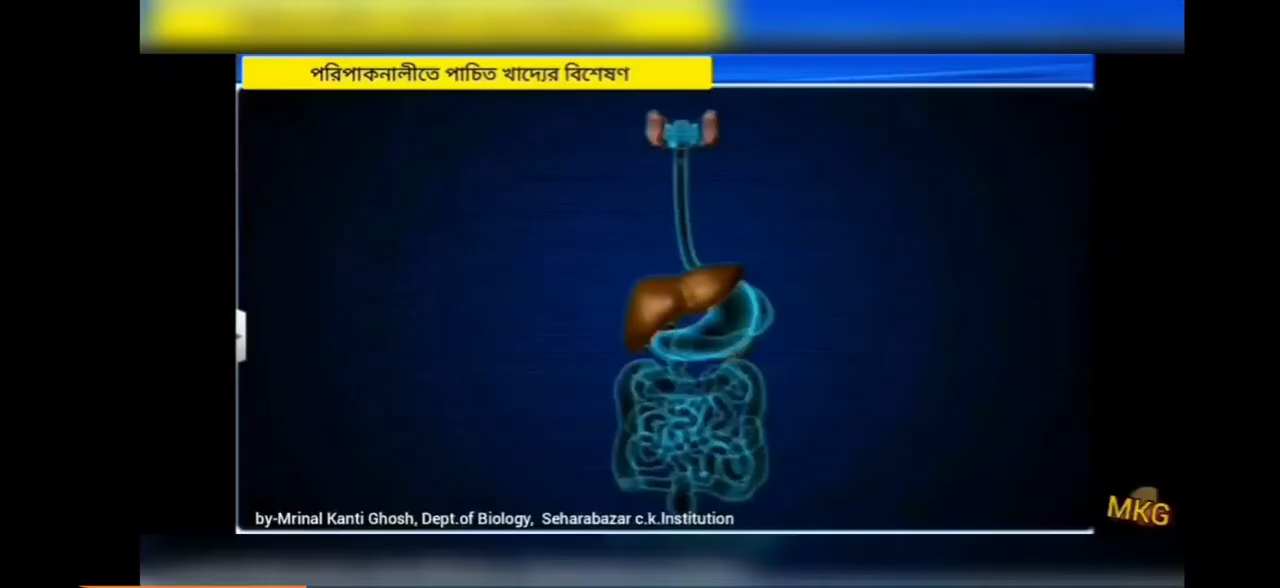 পরিপাকনালীতে পাচিত খাদ্যের বিশেষণ
by-Mrinal Kanti Ghosh, Dept.of Biology, Seharabazar c.k.Institution
MKG